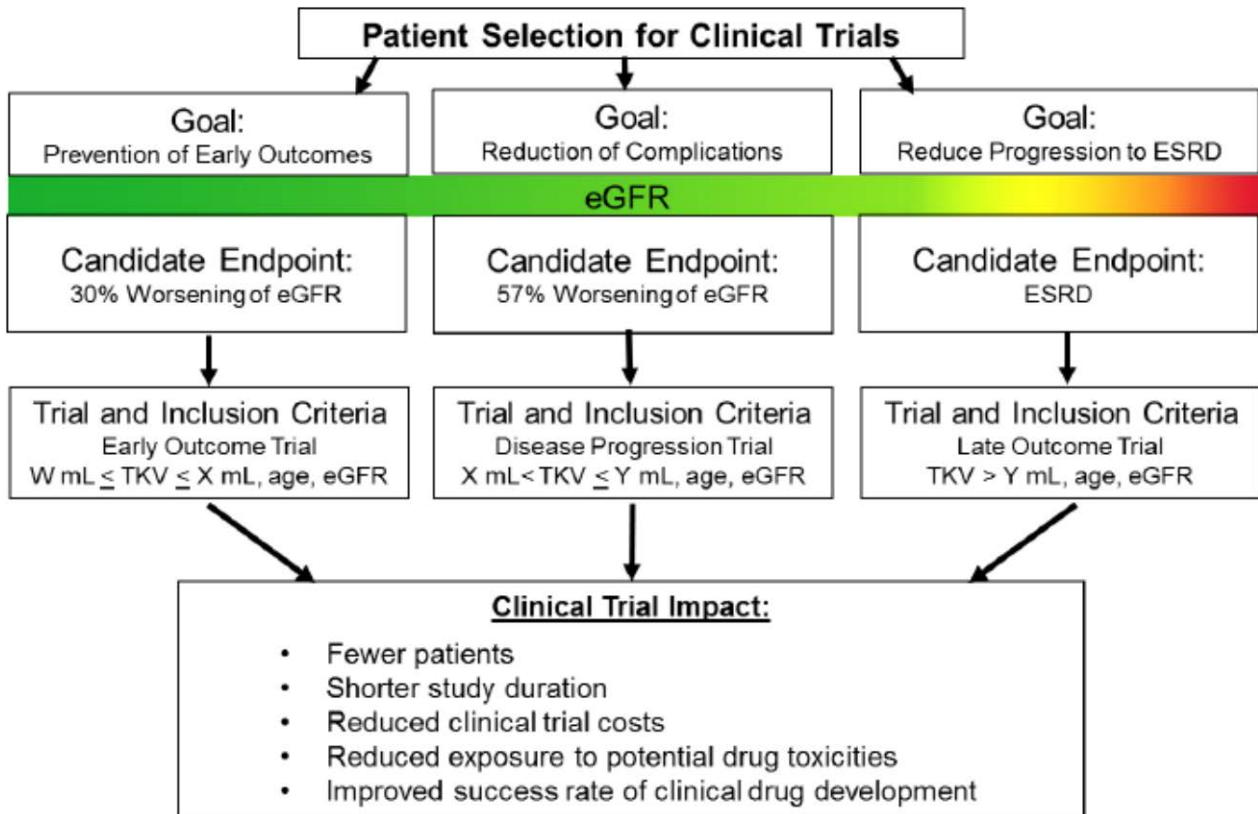 Patient Selection for Clinical Trials
Goal:
Prevention of Early Outcomes
Goal:
Reduction of Complications
Goal:
Reduce Progression to ESRD
eGFR
Candidate Endpoint:
30% Worsening of eGFR
Candidate Endpoint:
57% Worsening of eGFR
Candidate Endpoint:
ESRD
Trial and Inclusion Criteria
Early Outcome Trial
W mL ≤ TKV ≤ X mL, age, eGFR
Trial and Inclusion Criteria
Disease Progression Trial
X mL< TKV ≤ Y mL, age, eGFR
Trial and Inclusion Criteria
Late Outcome Trial
TKV > Y mL, age, eGFR
Clinical Trial Impact:
• Fewer patients
• Shorter study duration
• Reduced clinical trial costs
• Reduced exposure to potential drug toxicities
• Improved success rate of clinical drug development